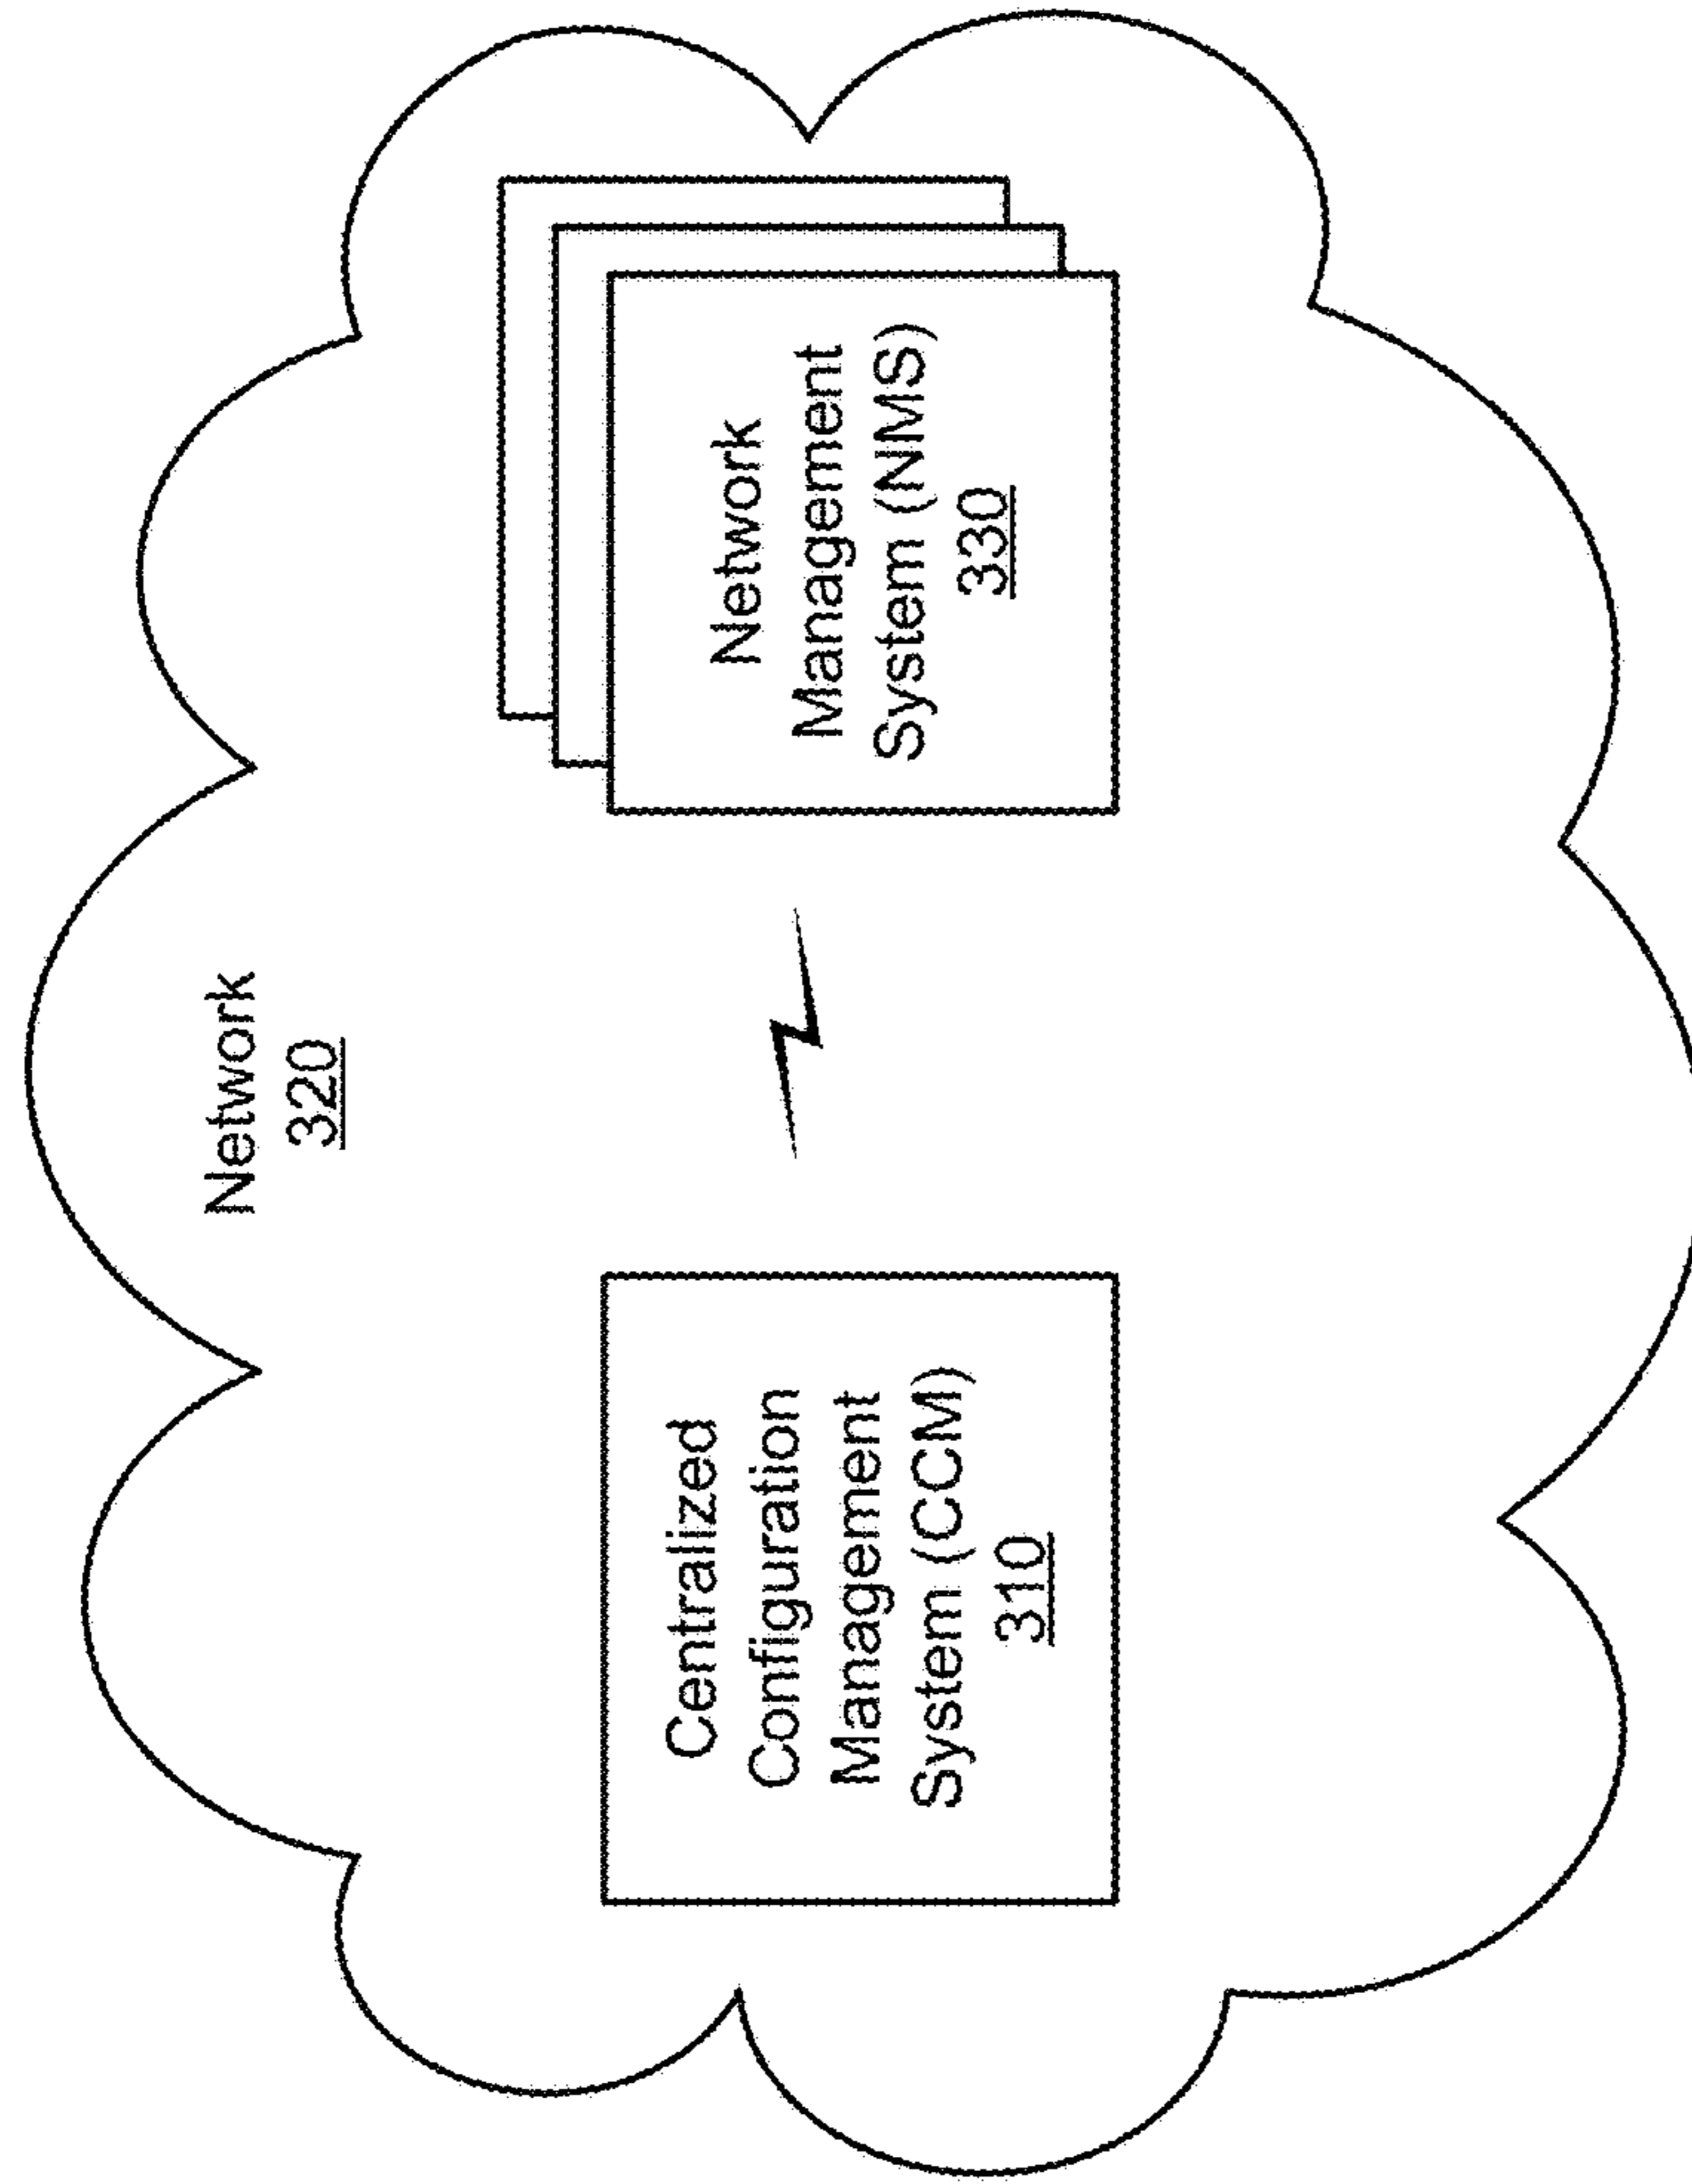 Network
320
Centralized
Configuration
Management
System (CCM)
310
Network
Management
System (NMS)
330